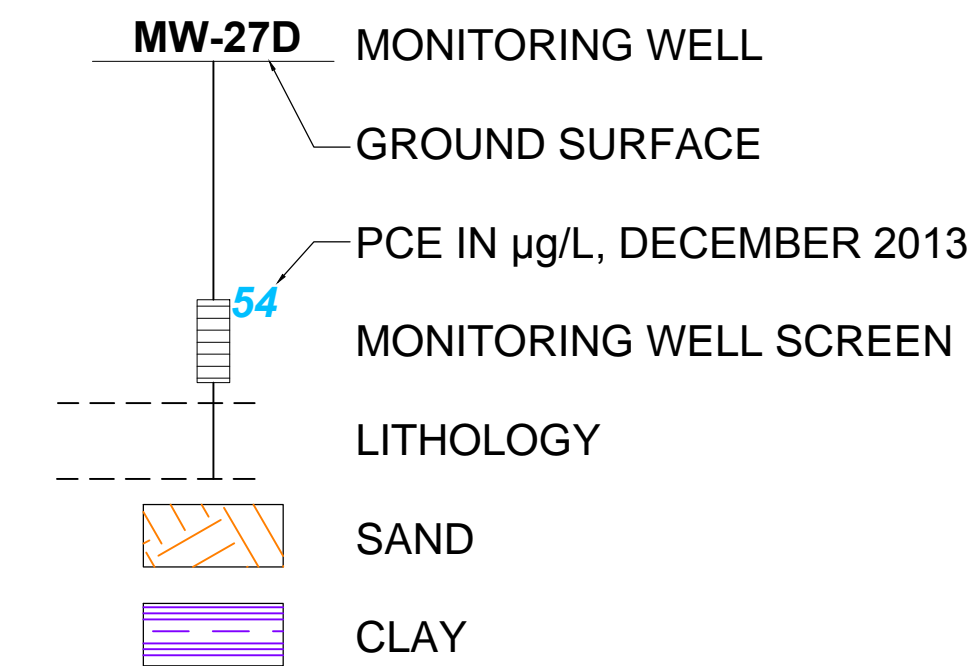 MW-27D MONITORING WELL
GROUND SURFACE
PCE IN µg/L, DECEMBER 2013
54
MONITORING WELL SCREEN
LITHOLOGY
SAND
CLAY